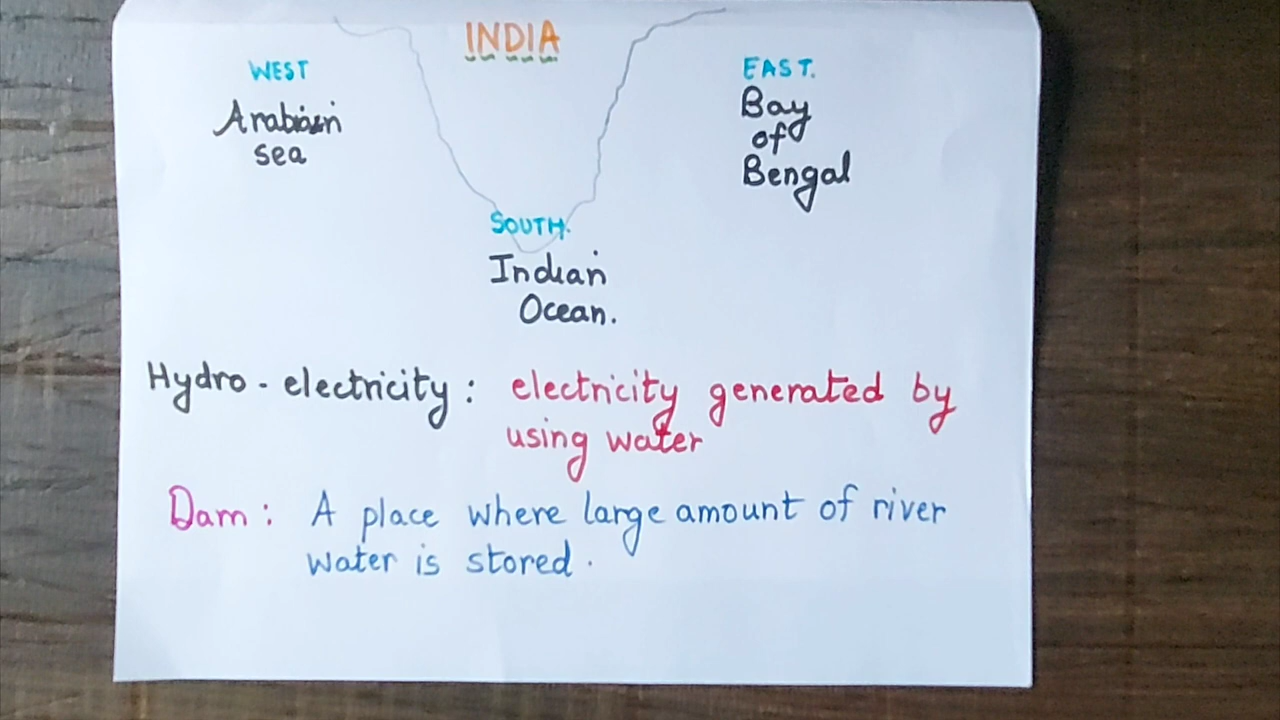 INDIA
WEST
Arabian
sea
EAST.
Bay
of
Bengal
SOUTH.
Indian
Ocean.
Hydro-electricity: electricity generated by
using water
Dam: A place where large amount of river
water is stored.